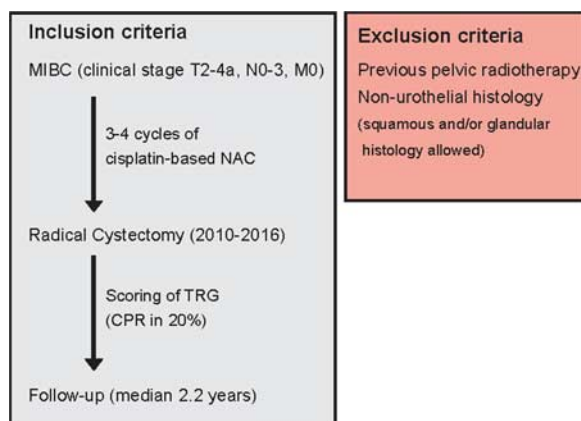 Inclusion criteria
MIBC (clinical stage T2-4a, N0-3, M0)
3-4 cycles of
cisplatin-based NAC
Radical Cystectomy (2010-2016)
Scoring of TRG
(CPR in 20%)
Follow-up (median 2.2 years)
Exclusion criteria
Previous pelvic radiotherapy
Non-urothelial histology
(squamous and/or glandular
histology allowed)